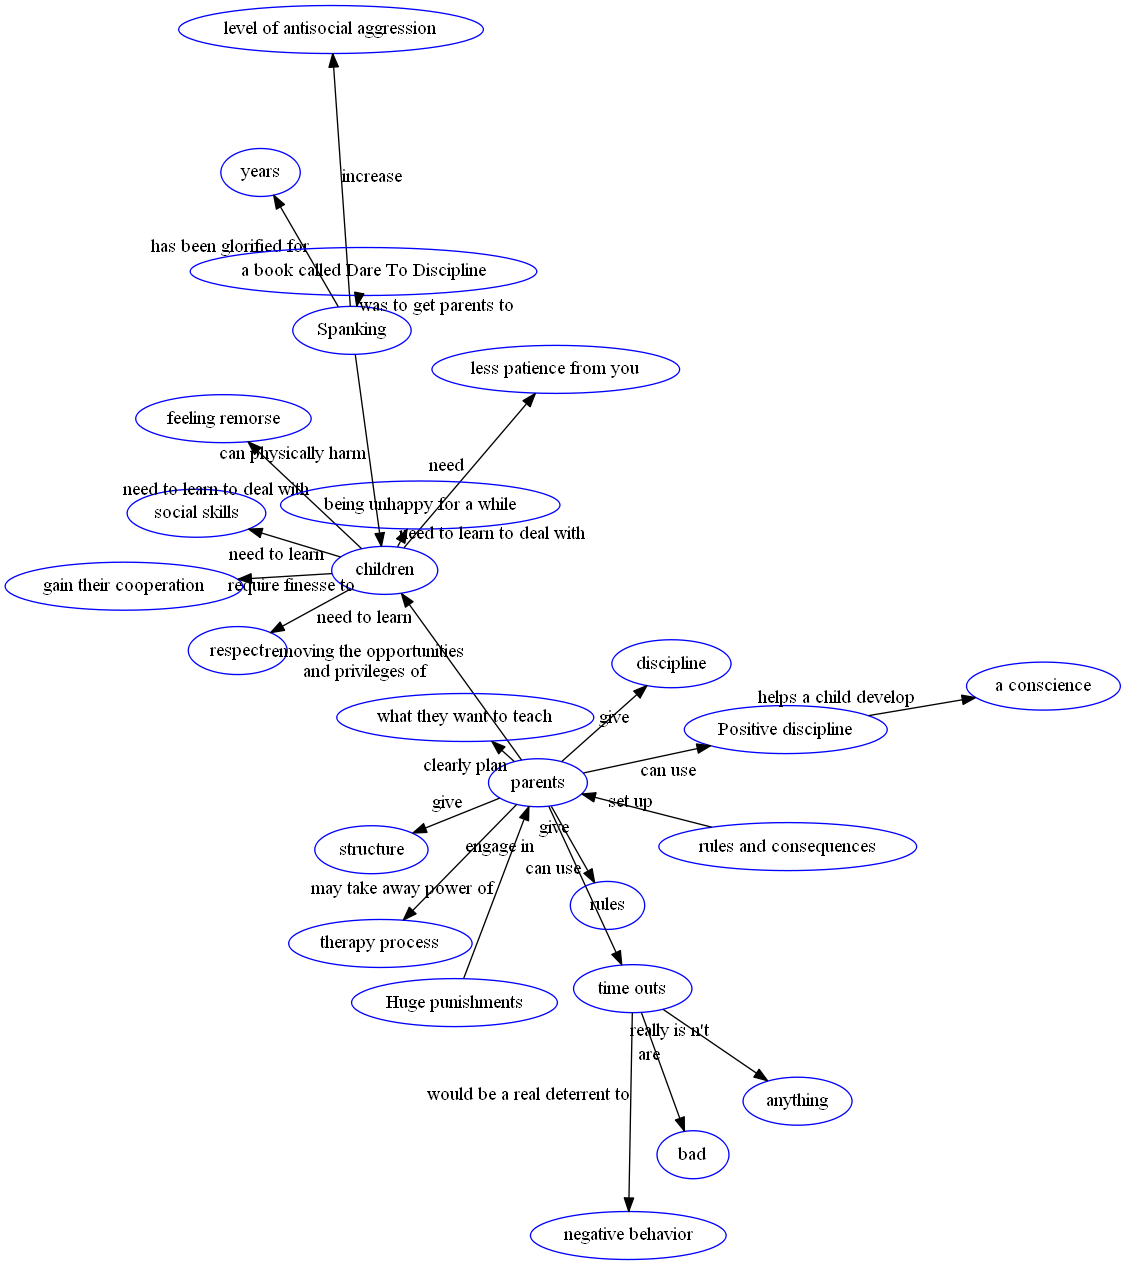 level of antisocial aggression
years
increase
has been glorified for
a book called Dare To Discipline
was to get parents to
Spanking
less patience from you
feeling remorse
can physically harm
need
need to learn to deal with
being unhappy for a while
social skills
need to learn to deal with
need to learn
children
gain their cooperation
require finesse to
need to learn
respect
removing the opportunities
and privileges of
discipline
a conscience
helps a child develop
what they want to teach
give
Positive discipline
clearly plan
can use
parents
give
set up
structure
give
engage in
rules and consequences
can use
may take away power of
rules
therapy process
time outs
Huge punishments
really is n't
are
would be a real deterrent to
anything
bad
negative behavior